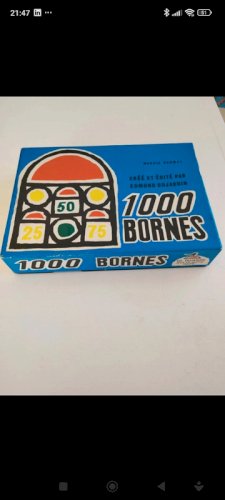 21:47
CRÉÉ ET ÉDITÉ PAR
EDMOND DUJARDIN
1000
BORNES
50
25
75
1000 BORNES